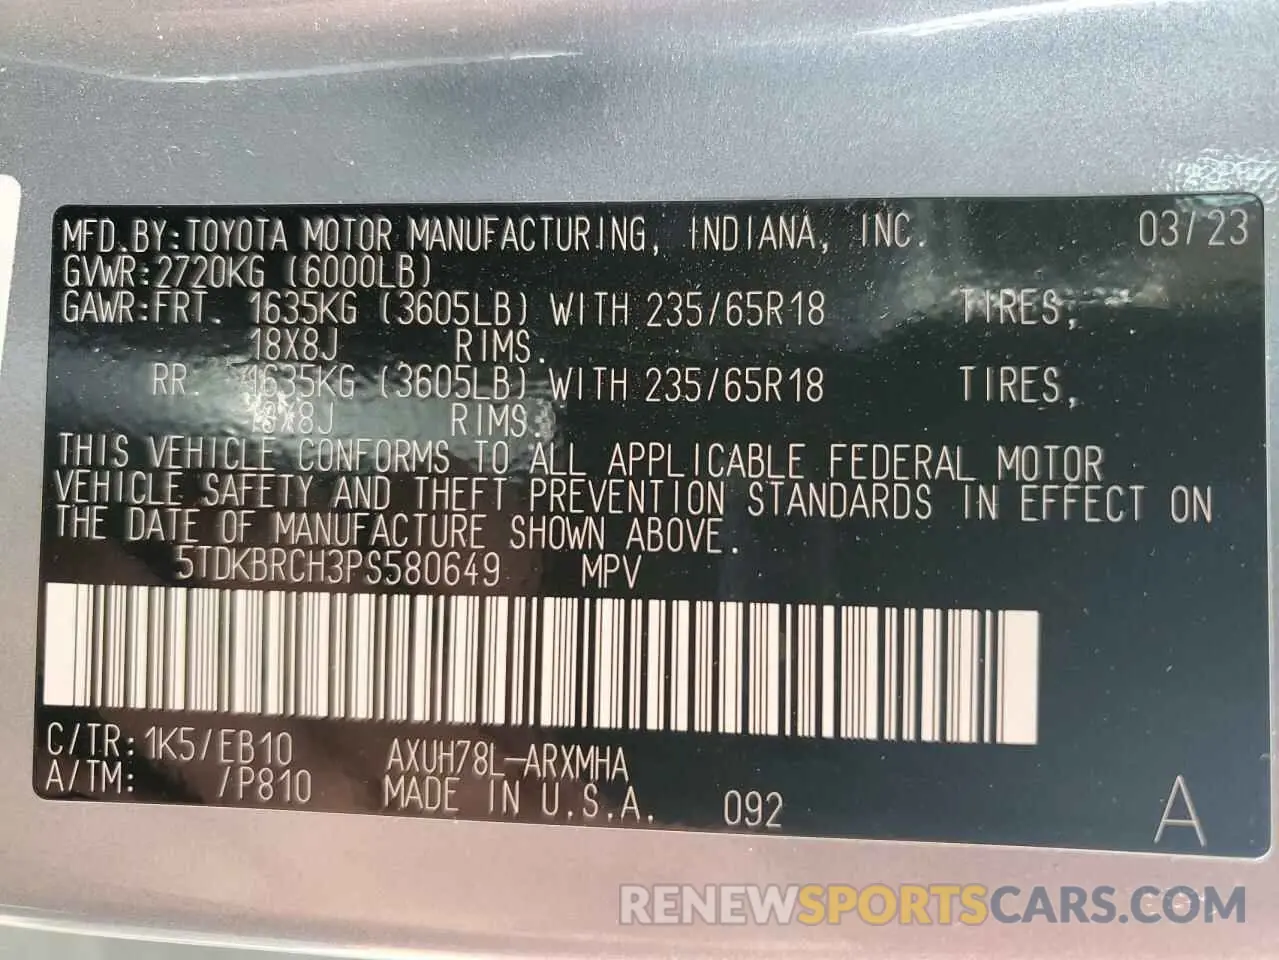 MFD.BY:TOYOTA MOTOR MANUFACTURING, INDIANA, INC. 03/23
GVWR:2720KG (6000LB)
GAWR:FRT. 1635KG (3605LB) WITH 235/65R18 TIRES,
18X8J RIMS.
RR. 1635KG (3605LB) WITH 235/65R18 TIRES,
18X8J RIMS.
THIS VEHICLE CONFORMS TO ALL APPLICABLE FEDERAL MOTOR
VEHICLE SAFETY AND THEFT PREVENTION STANDARDS IN EFFECT ON
THE DATE OF MANUFACTURE SHOWN ABOVE.
5TDKBRCH3PS580649 MPV
C/TR:1K5/EB10 AXUH78L-ARXMHA
A/TM: /P810 MADE IN U.S.A. 092 A
RENEWSPORTSCARS.COM